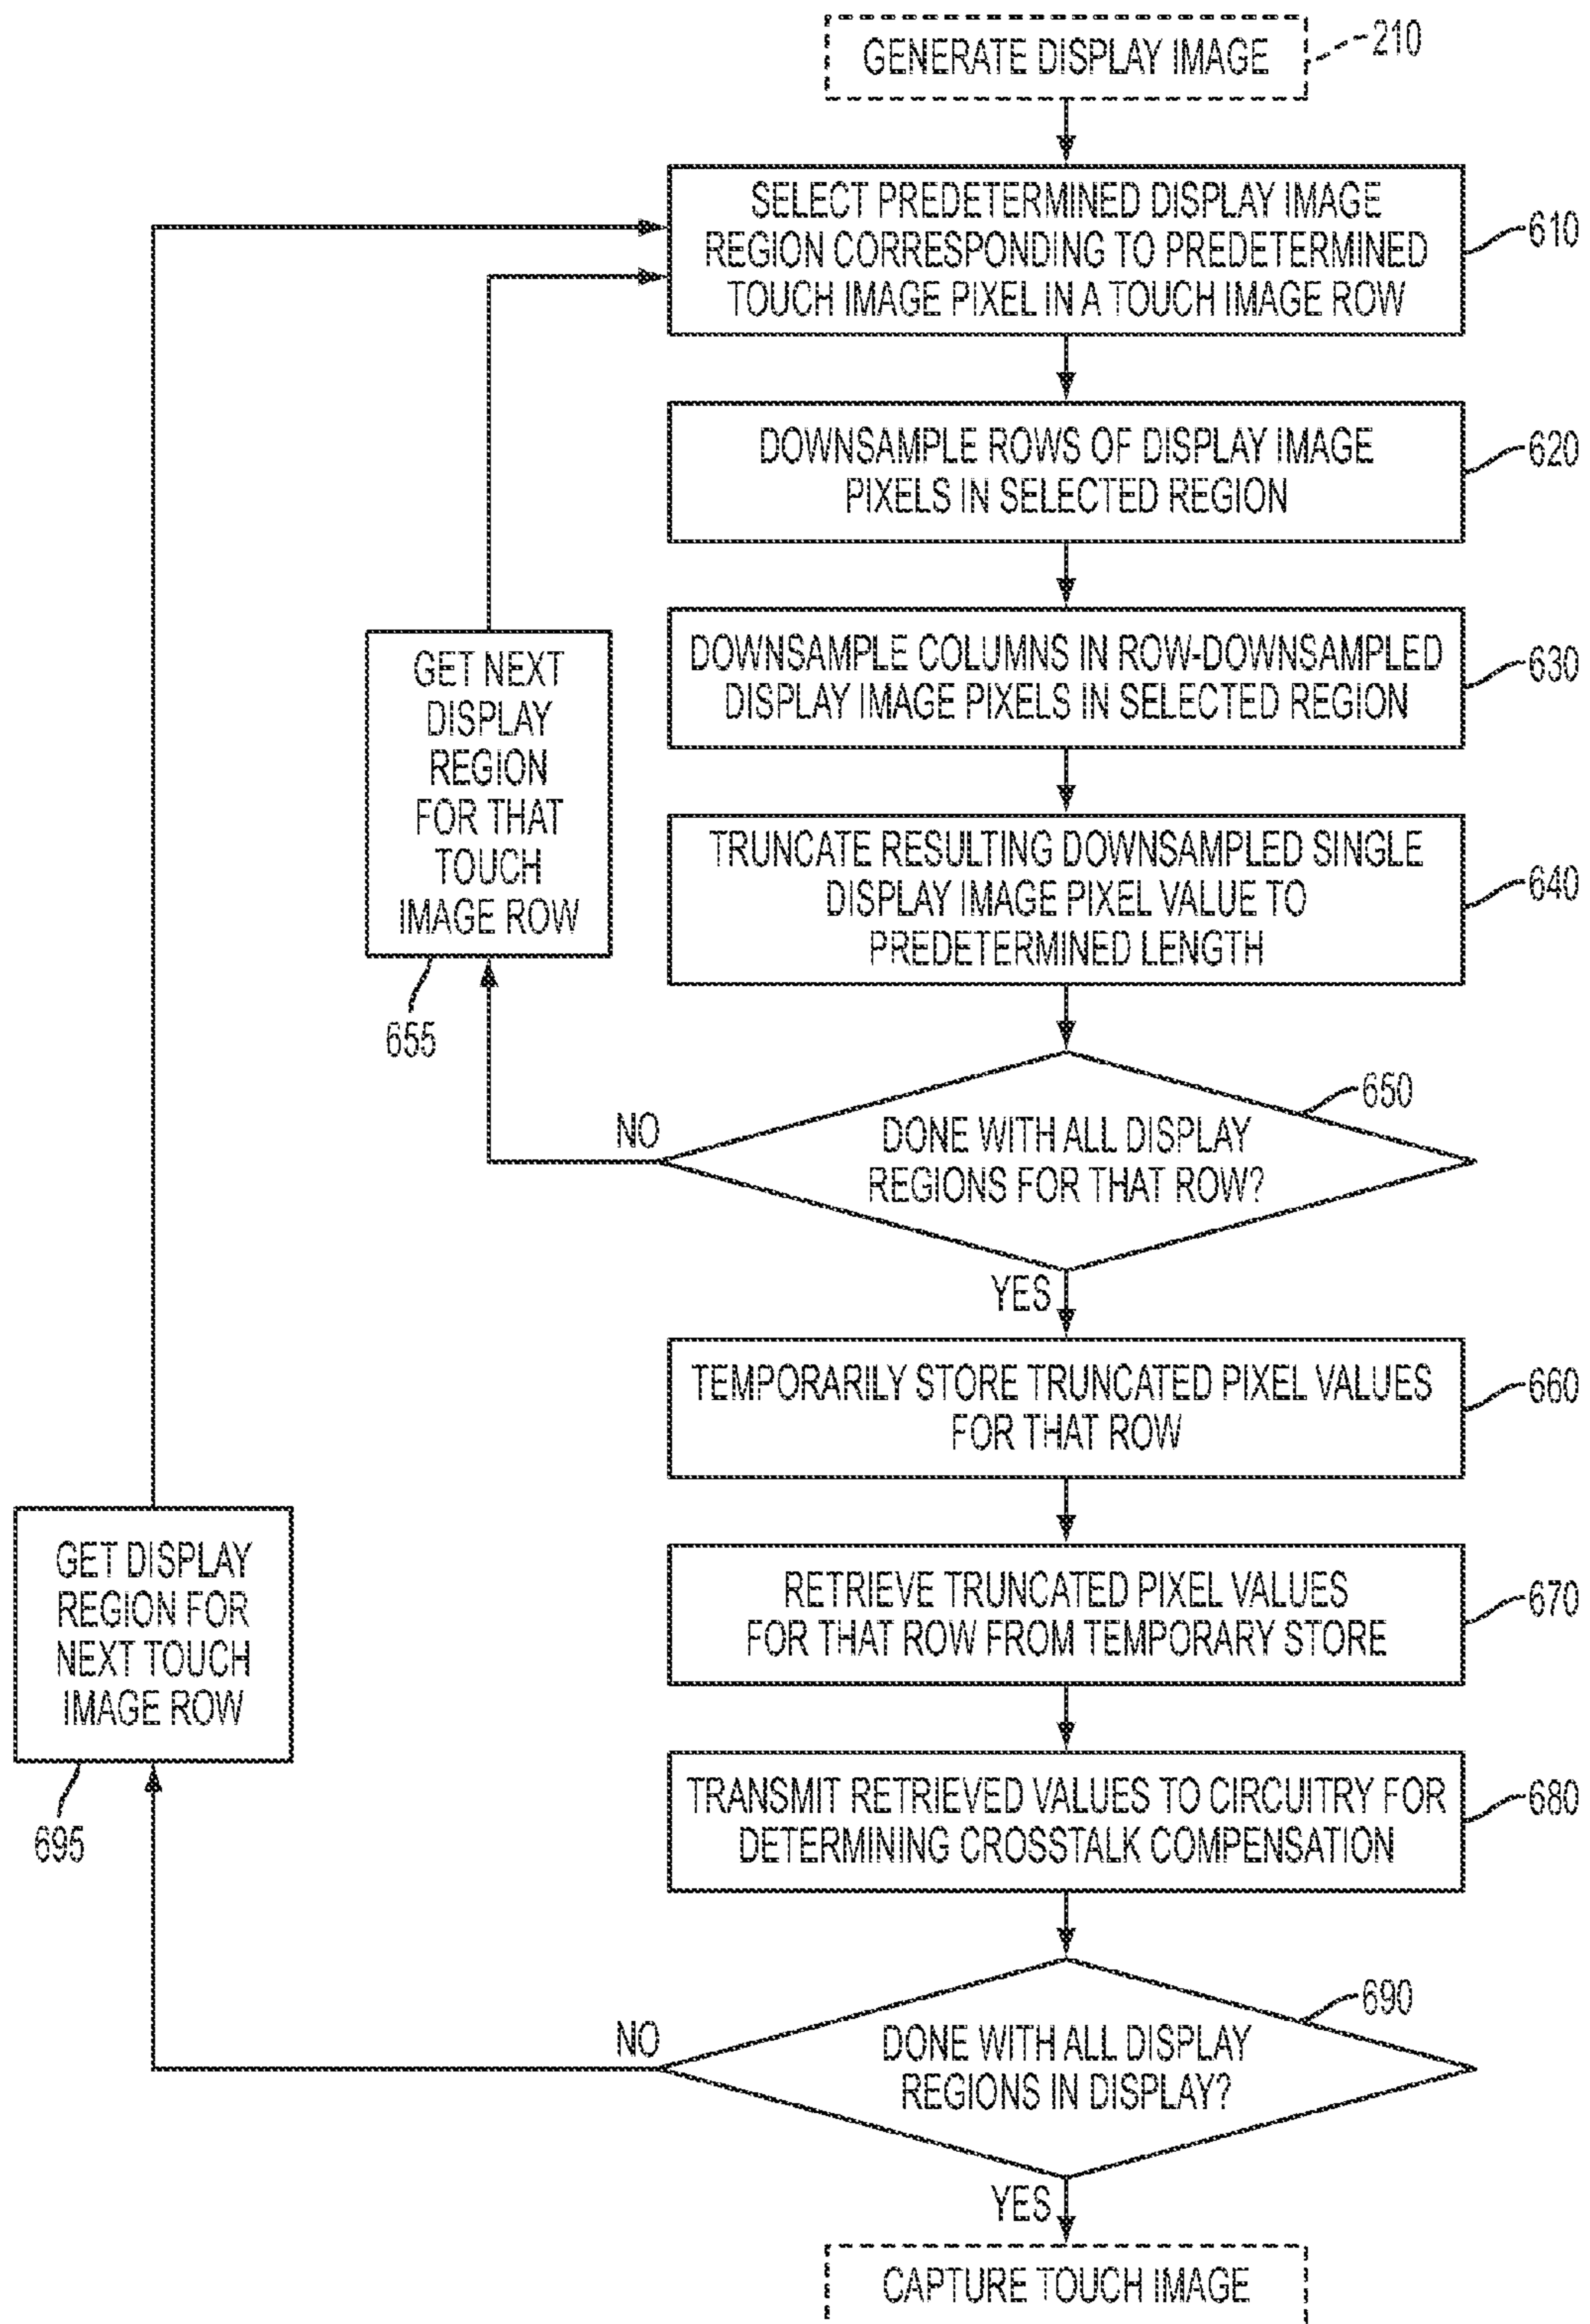 GENERATE DISPLAY IMAGE
210
SELECT PREDETERMINED DISPLAY IMAGE
REGION CORRESPONDING TO PREDETERMINED
TOUCH IMAGE PIXEL IN A TOUCH IMAGE ROW
610
DOWNSAMPLE ROWS OF DISPLAY IMAGE
PIXELS IN SELECTED REGION
620
DOWNSAMPLE COLUMNS IN ROW-DOWNSAMPLED
DISPLAY IMAGE PIXELS IN SELECTED REGION
630
GET NEXT
DISPLAY
REGION
FOR THAT
TOUCH
IMAGE ROW
655
TRUNCATE RESULTING DOWNSAMPLED SINGLE
DISPLAY IMAGE PIXEL VALUE TO
PREDETERMINED LENGTH
640
650
NO
DONE WITH ALL DISPLAY
REGIONS FOR THAT ROW?
YES
TEMPORARILY STORE TRUNCATED PIXEL VALUES
FOR THAT ROW
660
RETRIEVE TRUNCATED PIXEL VALUES
FOR THAT ROW FROM TEMPORARY STORE
670
GET DISPLAY
REGION FOR
NEXT TOUCH
IMAGE ROW
695
TRANSMIT RETRIEVED VALUES TO CIRCUITRY FOR
DETERMINING CROSSTALK COMPENSATION
680
690
NO
DONE WITH ALL DISPLAY
REGIONS IN DISPLAY?
YES
CAPTURE TOUCH IMAGE